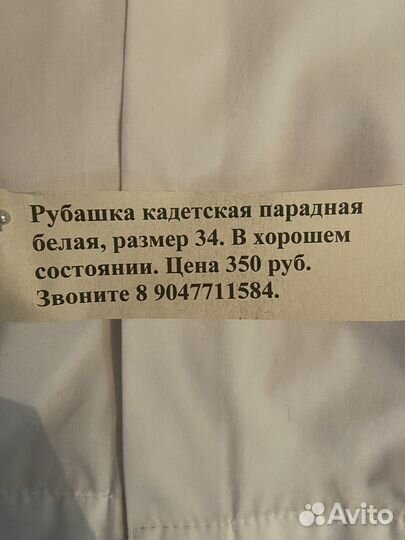 Рубашка кадетская парадная
белая, размер 34. В хорошем
состоянии. Цена 350 руб.
Звоните 8 9047711584.
Avito